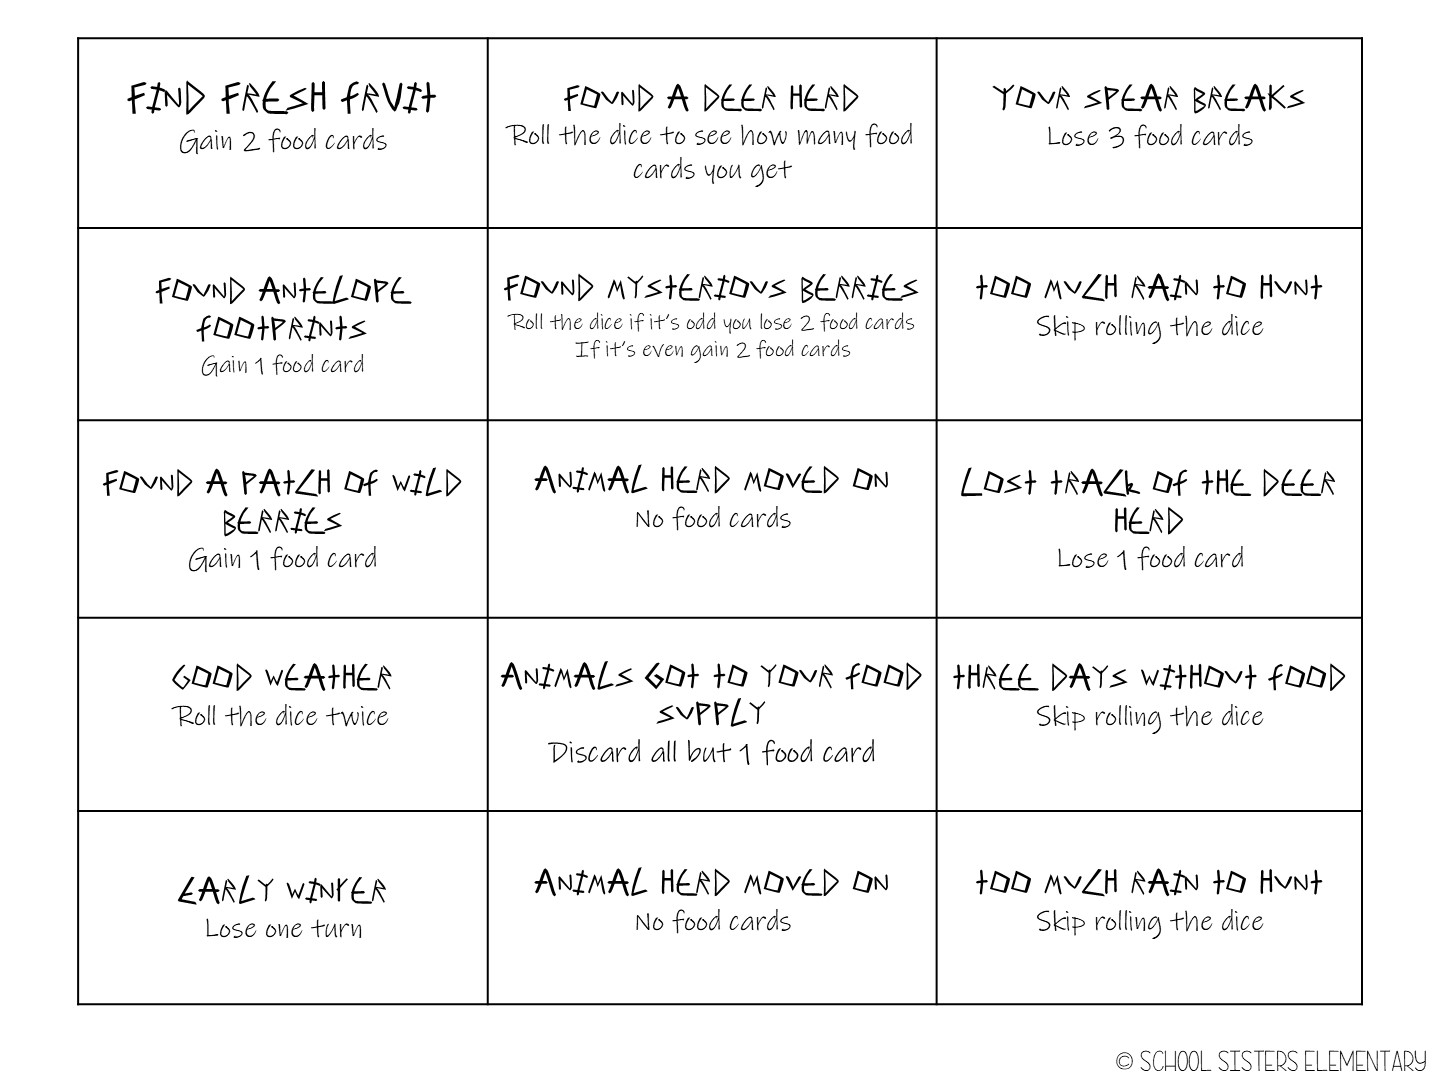 FIND FRESH FRUIT
Gain 2 food cards
FOUND A DEER HERD
Roll the dice to see how many food
cards you get
YOUR SPEAR BREAKS
Lose 3 food cards
FOUND ANTELOPE
FOOTPRINTS
Gain 1 food card
FOUND MYSTERIOUS BERRIES
Roll the dice if it's odd you lose 2 food cards
If it's even gain 2 food cards
TOO MUCH RAIN TO HUNT
Skip rolling the dice
FOUND A PATCH OF WILD
BERRIES
Gain 1 food card
ANIMAL HERD MOVED ON
No food cards
LOST TRACK OF THE DEER
HERD
Lose 1 food card
GOOD WEATHER
Roll the dice twice
ANIMALS GOT TO YOUR FOOD
SUPPLY
Discard all but 1 food card
THREE DAYS WITHOUT FOOD
Skip rolling the dice
EARLY WINTER
Lose one turn
ANIMAL HERD MOVED ON
No food cards
TOO MUCH RAIN TO HUNT
Skip rolling the dice
© SCHOOL SISTERS ELEMENTARY